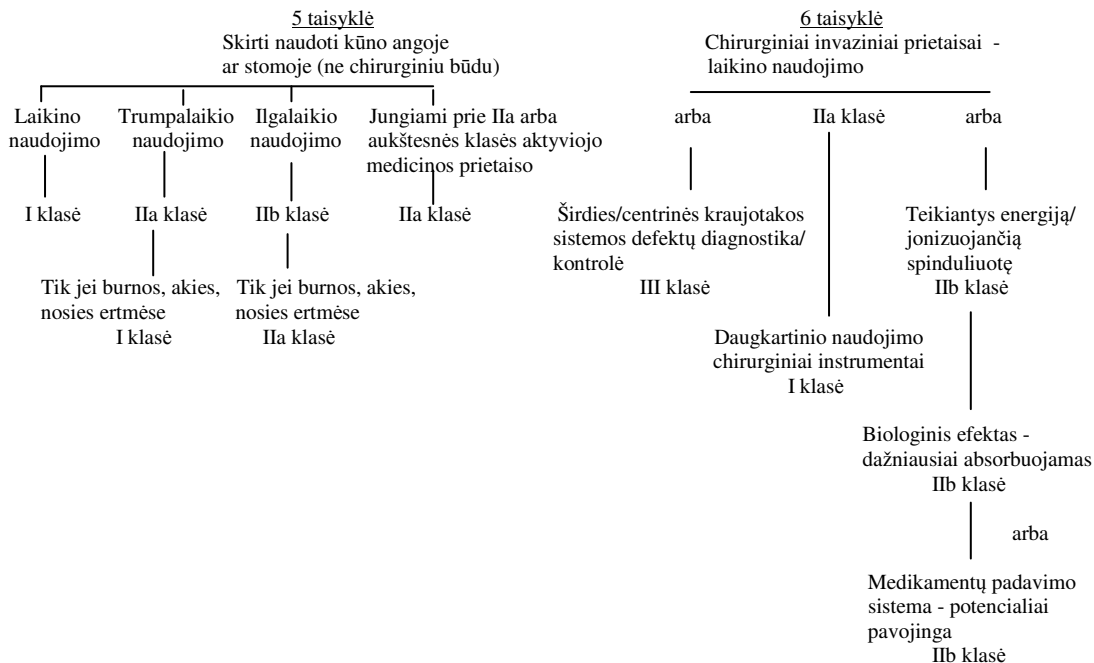 5 taisyklė
Skirti naudoti kūno angoje
ar stomoje (ne chirurginiu būdu)
Laikino
naudojimo
Trumpalaikio
naudojimo
Ilgalaikio
naudojimo
Jungiami prie IIa arba
aukštesnės klasės aktyviojo
medicinos prietaiso
I klasė
IIa klasė
IIb klasė
IIa klasė
Tik jei burnos, akies,
nosies ertmėse
I klasė
Tik jei burnos, akies,
nosies ertmėse
IIa klasė
6 taisyklė
Chirurginiai invaziniai prietaisai -
laikino naudojimo
arba
IIa klasė
arba
Širdies/centrinės kraujotakos
sistemos defektų diagnostika/
kontrolė
III klasė
Teikiantys energiją/
jonizuojančią
spinduliuotę
IIb klasė
Daugkartinio naudojimo
chirurginiai instrumentai
I klasė
Biologinis efektas -
dažniausiai absorbuojamas
IIb klasė
arba
Medikamentų padavimo
sistema - potencialiai
pavojinga
IIb klasė